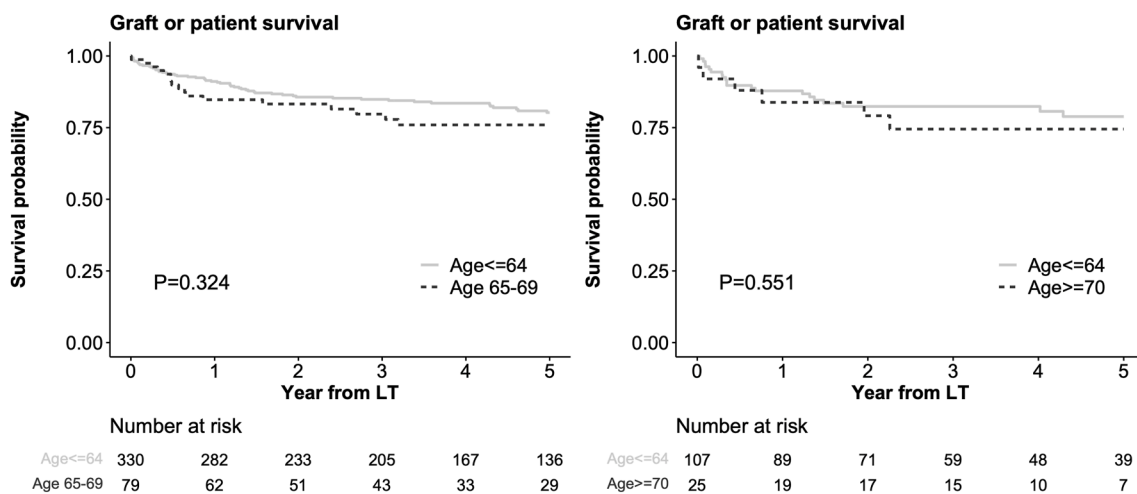 Graft or patient survival
Survival probability
1.00
0.75
0.50
0.25
0.00
P=0.324
Age<=64
Age 65-69
0 1 2 3 4 5
Year from LT
Number at risk
Age<=64 330 282 233 205 167 136
Age 65-69 79 62 51 43 33 29
Graft or patient survival
Survival probability
1.00
0.75
0.50
0.25
0.00
P=0.551
Age<=64
Age>=70
0 1 2 3 4 5
Year from LT
Number at risk
Age<=64 107 89 71 59 48 39
Age>=70 25 19 17 15 10 7